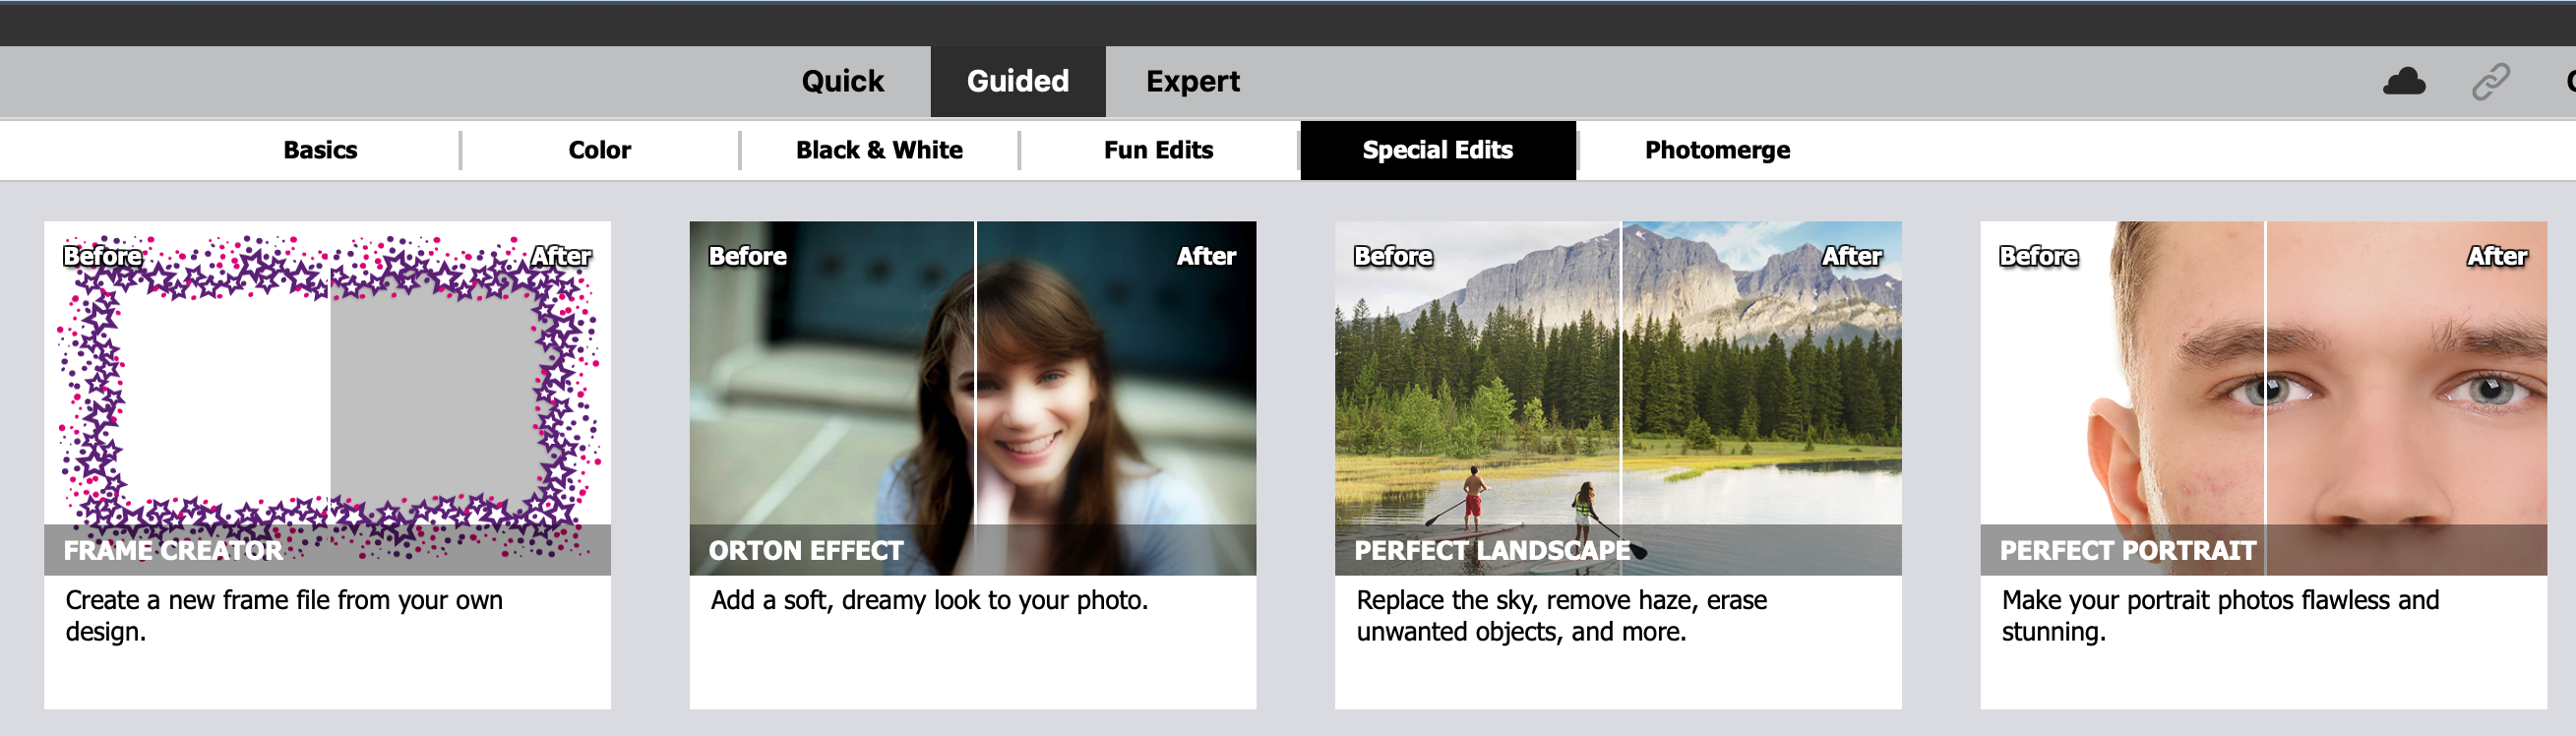 Quick Guided Expert
Basics Color Black & White Fun Edits Special Edits Photomerge
Before After
FRAME CREATOR
Create a new frame file from your own
design.
Before After
ORTON EFFECT
Add a soft, dreamy look to your photo.
Before After
PERFECT LANDSCAPE
Replace the sky, remove haze, erase
unwanted objects, and more.
Before After
PERFECT PORTRAIT
Make your portrait photos flawless and
stunning.